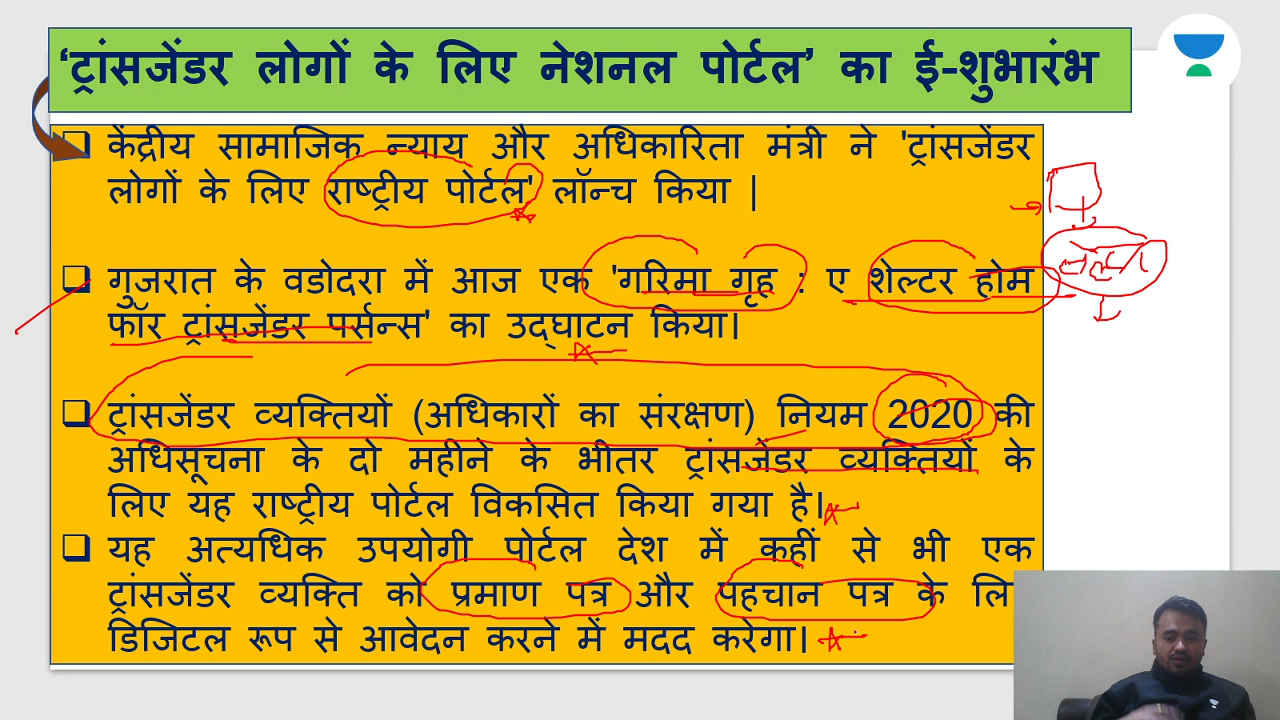 ‘ट्रांसजेंडर लोगों के लिए नेशनल पोर्टल’ का ई-शुभारंभ
केंद्रीय सामाजिक न्याय और अधिकारिता मंत्री ने 'ट्रांसजेंडर
लोगों के लिए राष्ट्रीय पोर्टल' लॉन्च किया |
गुजरात के वडोदरा में आज एक 'गरिमा गृह : ए शेल्टर होम
फॉर ट्रांसजेंडर पर्सन्स' का उद्घाटन किया।
ट्रांसजेंडर व्यक्तियों (अधिकारों का संरक्षण) नियम 2020 की
अधिसूचना के दो महीने के भीतर ट्रांसजेंडर व्यक्तियों के
लिए यह राष्ट्रीय पोर्टल विकसित किया गया है।
यह अत्यधिक उपयोगी पोर्टल देश में कहीं से भी एक
ट्रांसजेंडर व्यक्ति को प्रमाण पत्र और पहचान पत्र के
डिजिटल रूप से आवेदन करने में मदद करेगा।